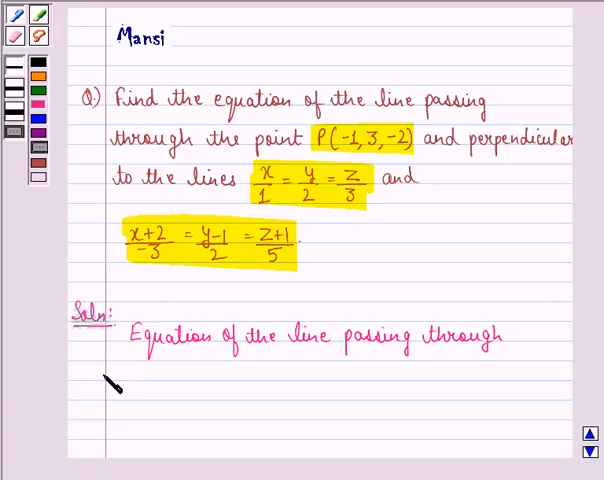 Mansi
Q.) Find the equation of the line passing
through the point P(-1, 3, -2) and perpendicular
to the lines x/1 = y/2 = z/3 and
x+2/-3 = y-1/2 = z+1/5.
Soln:
Equation of the line passing through